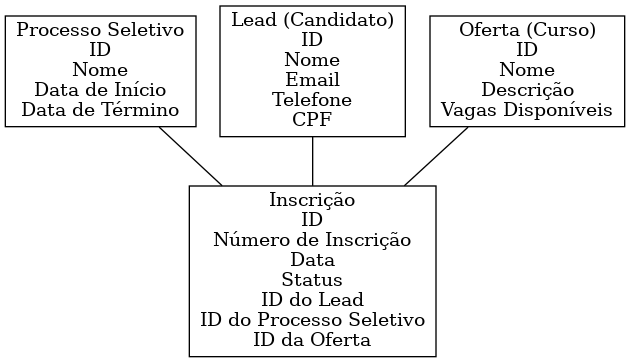 Processo Seletivo
ID
Nome
Data de Início
Data de Término
Lead (Candidato)
ID
Nome
Email
Telefone
CPF
Oferta (Curso)
ID
Nome
Descrição
Vagas Disponíveis
Inscrição
ID
Número de Inscrição
Data
Status
ID do Lead
ID do Processo Seletivo
ID da Oferta